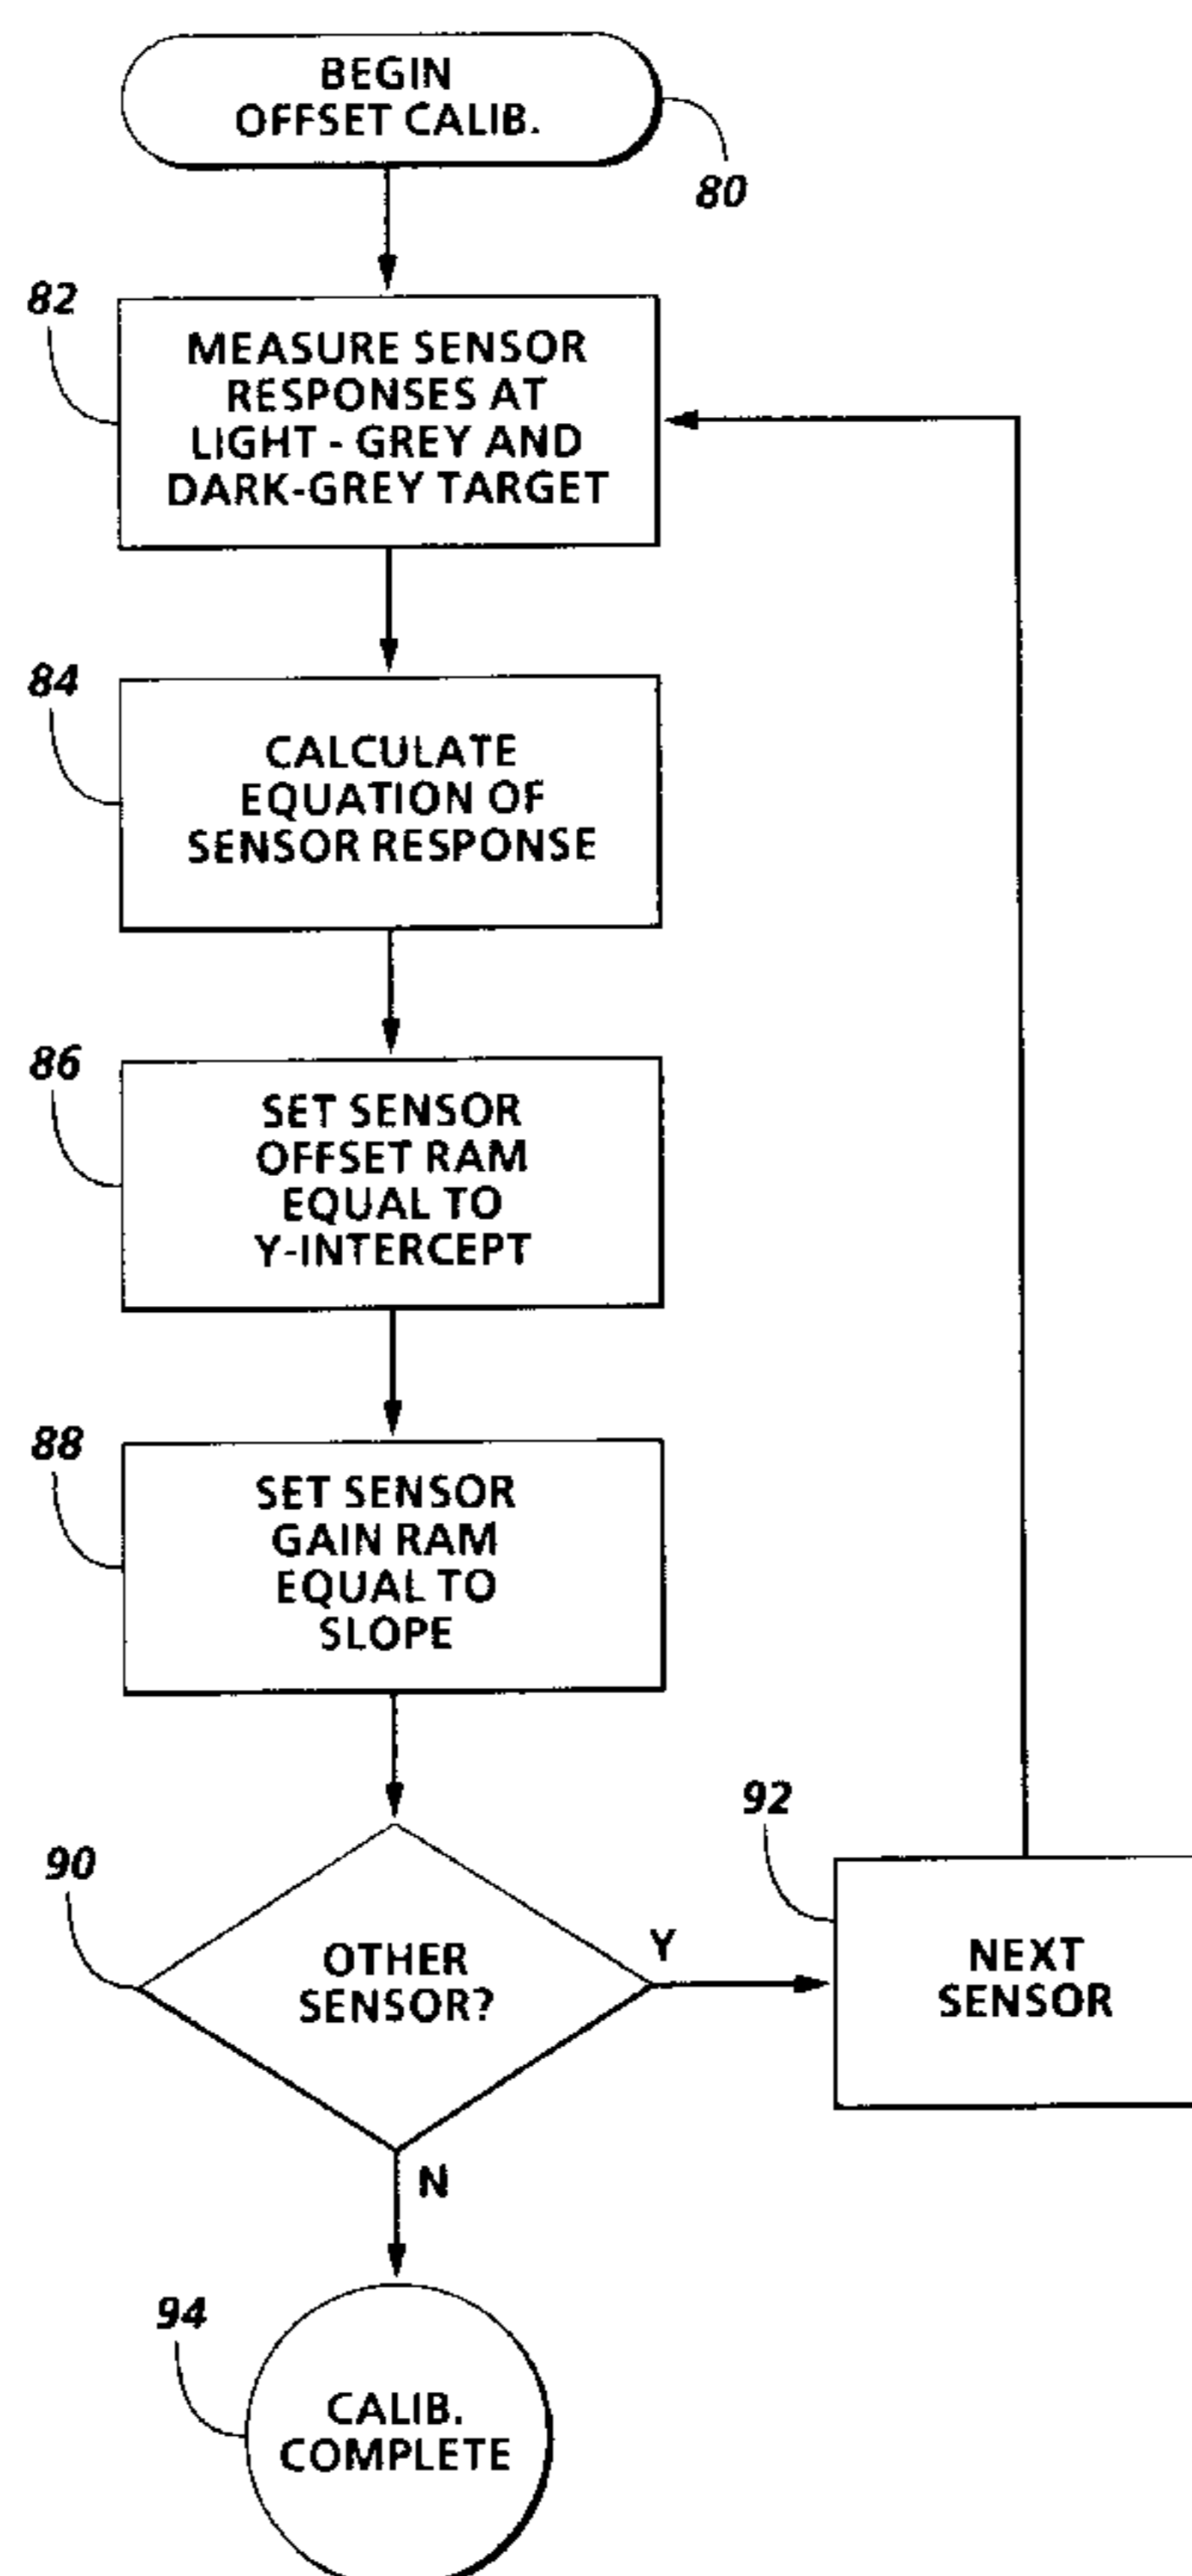 BEGIN
OFFSET CALIB.
80
82
MEASURE SENSOR
RESPONSES AT
LIGHT - GREY AND
DARK-GREY TARGET
84
CALCULATE
EQUATION OF
SENSOR RESPONSE
86
SET SENSOR
OFFSET RAM
EQUAL TO
Y-INTERCEPT
88
SET SENSOR
GAIN RAM
EQUAL TO
SLOPE
90
OTHER
SENSOR?
Y
92
NEXT
SENSOR
N
94
CALIB.
COMPLETE